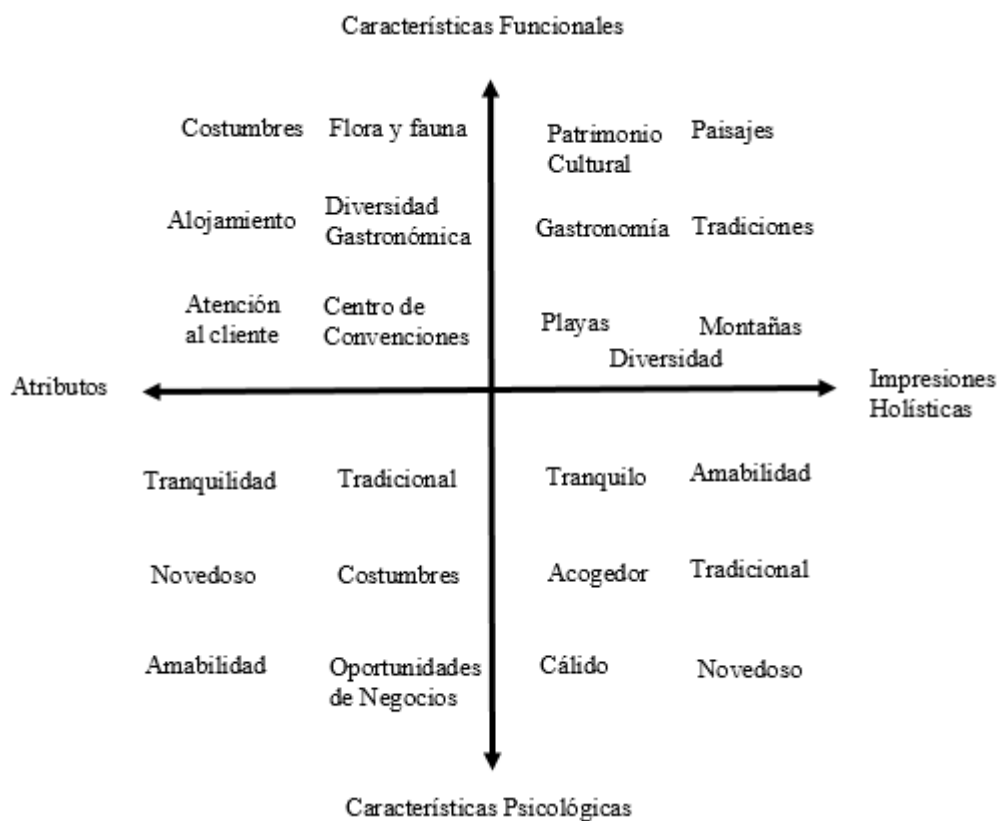 Características Funcionales
Costumbres Flora y fauna Patrimonio Cultural Paisajes
Alojamiento Diversidad Gastronómica Gastronomía Tradiciones
Atención al cliente Centro de Convenciones Playas Montañas
Diversidad
Atributos Impresiones Holísticas
Tranquilidad Tradicional Tranquilo Amabilidad
Novedoso Costumbres Acogedor Tradicional
Amabilidad Oportunidades de Negocios Cálido Novedoso
Características Psicológicas